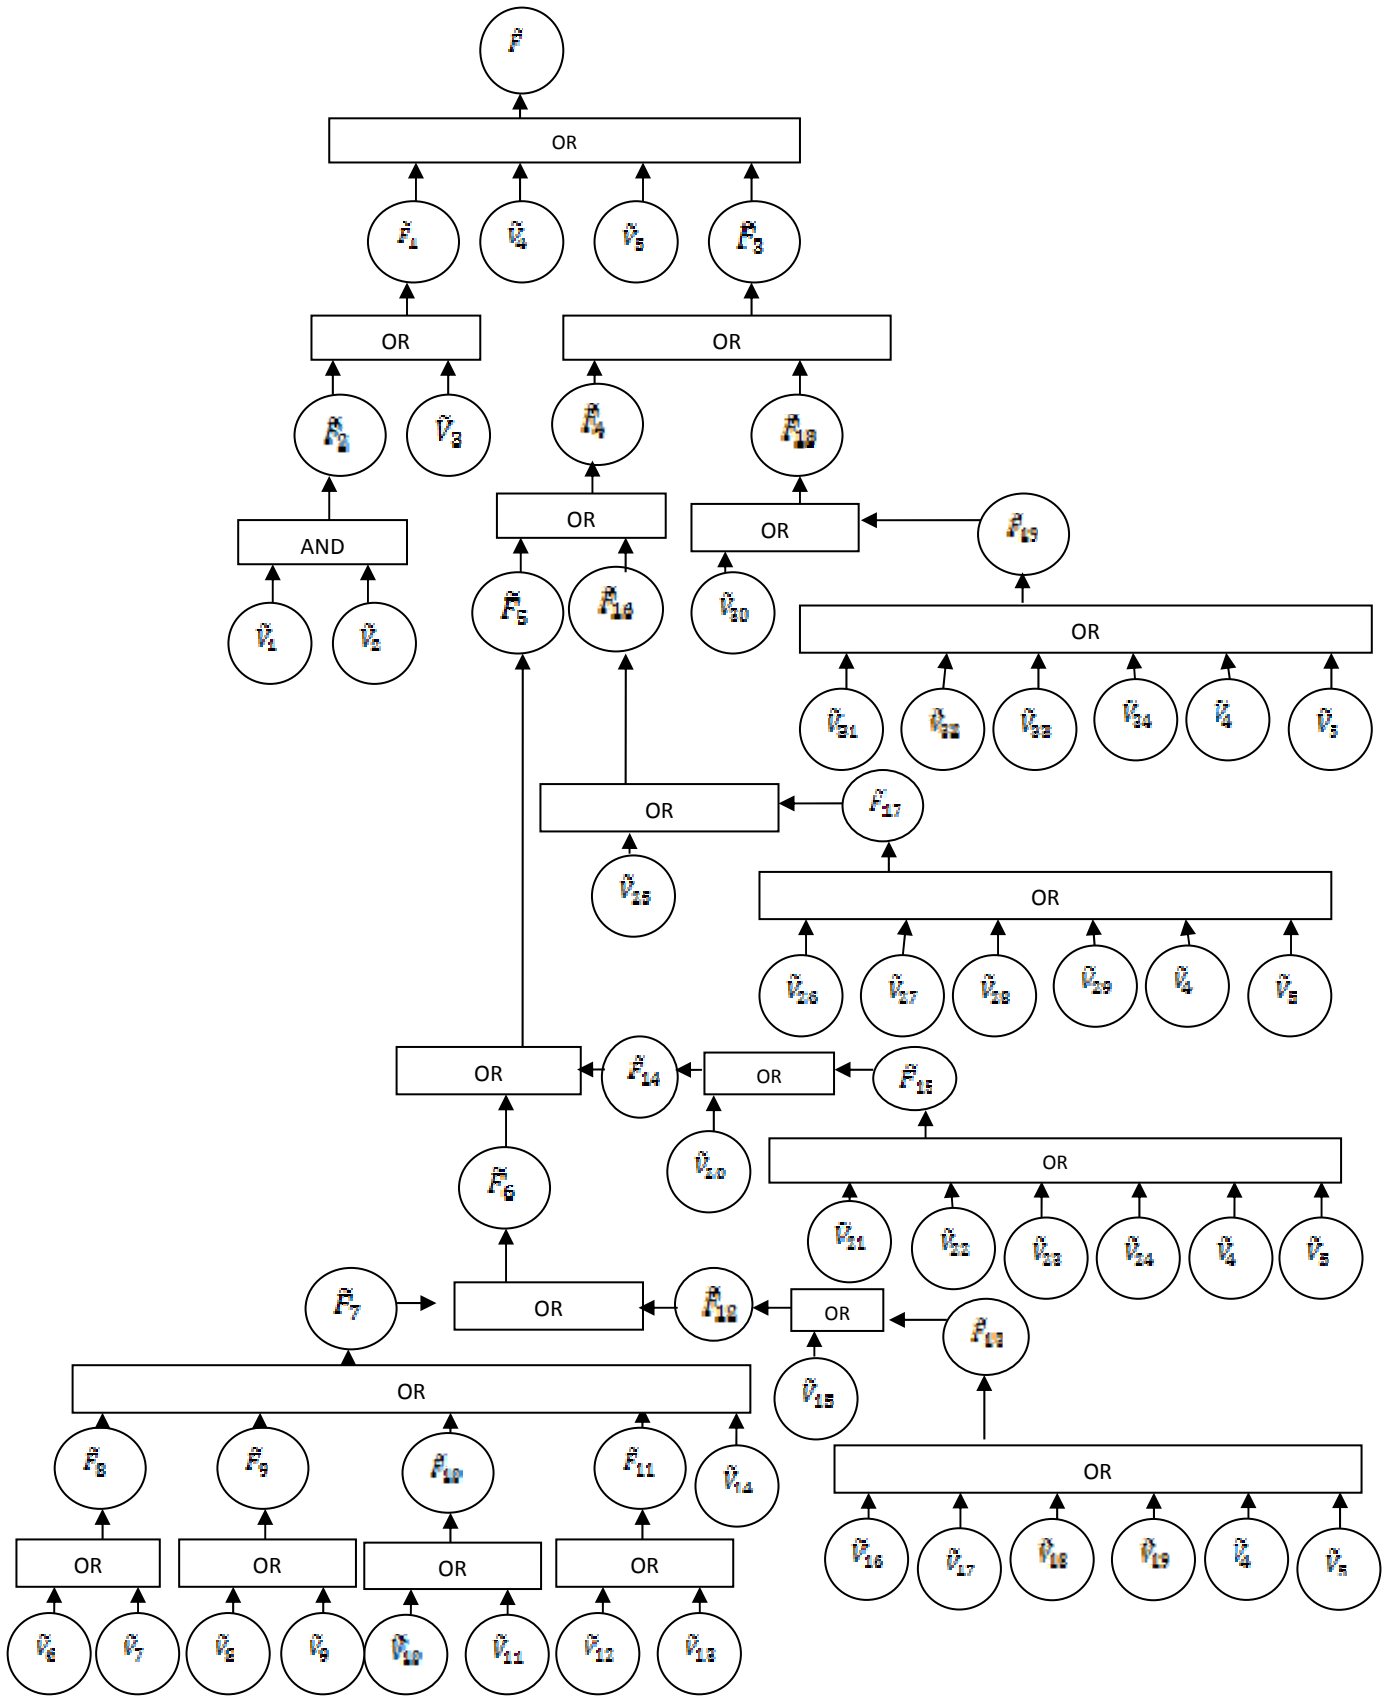 F̃
OR
F̃₁ Ṽ₄ Ṽ₅ F̃₃
OR OR
F̃₂ Ṽ₃ F̃₄ F̃₁₈
AND OR OR F̃₁₉
Ṽ₁ Ṽ₂ F̃₅ F̃₁₆ Ṽ₃₀
OR
Ṽ₃₁ Ṽ₃₂ Ṽ₃₃ Ṽ₃₄ Ṽ₄ Ṽ₅
OR F̃₁₇
Ṽ₂₅
OR
Ṽ₂₆ Ṽ₂₇ Ṽ₂₈ Ṽ₂₉ Ṽ₄ Ṽ₅
OR F̃₁₄ OR F̃₁₅
Ṽ₂₀
OR
F̃₆
Ṽ₂₁ Ṽ₂₂ Ṽ₂₃ Ṽ₂₄ Ṽ₄ Ṽ₅
F̃₇ OR F̃₁₂ OR F̃₁₃
OR
Ṽ₁₅
F̃₈ F̃₉ F̃₁₀ F̃₁₁ Ṽ₁₄
OR
Ṽ₁₆ Ṽ₁₇ Ṽ₁₈ Ṽ₁₉ Ṽ₄ Ṽ₅
OR OR OR OR
Ṽ₆ Ṽ₇ Ṽ₈ Ṽ₉ Ṽ₁₀ Ṽ₁₁ Ṽ₁₂ Ṽ₁₃